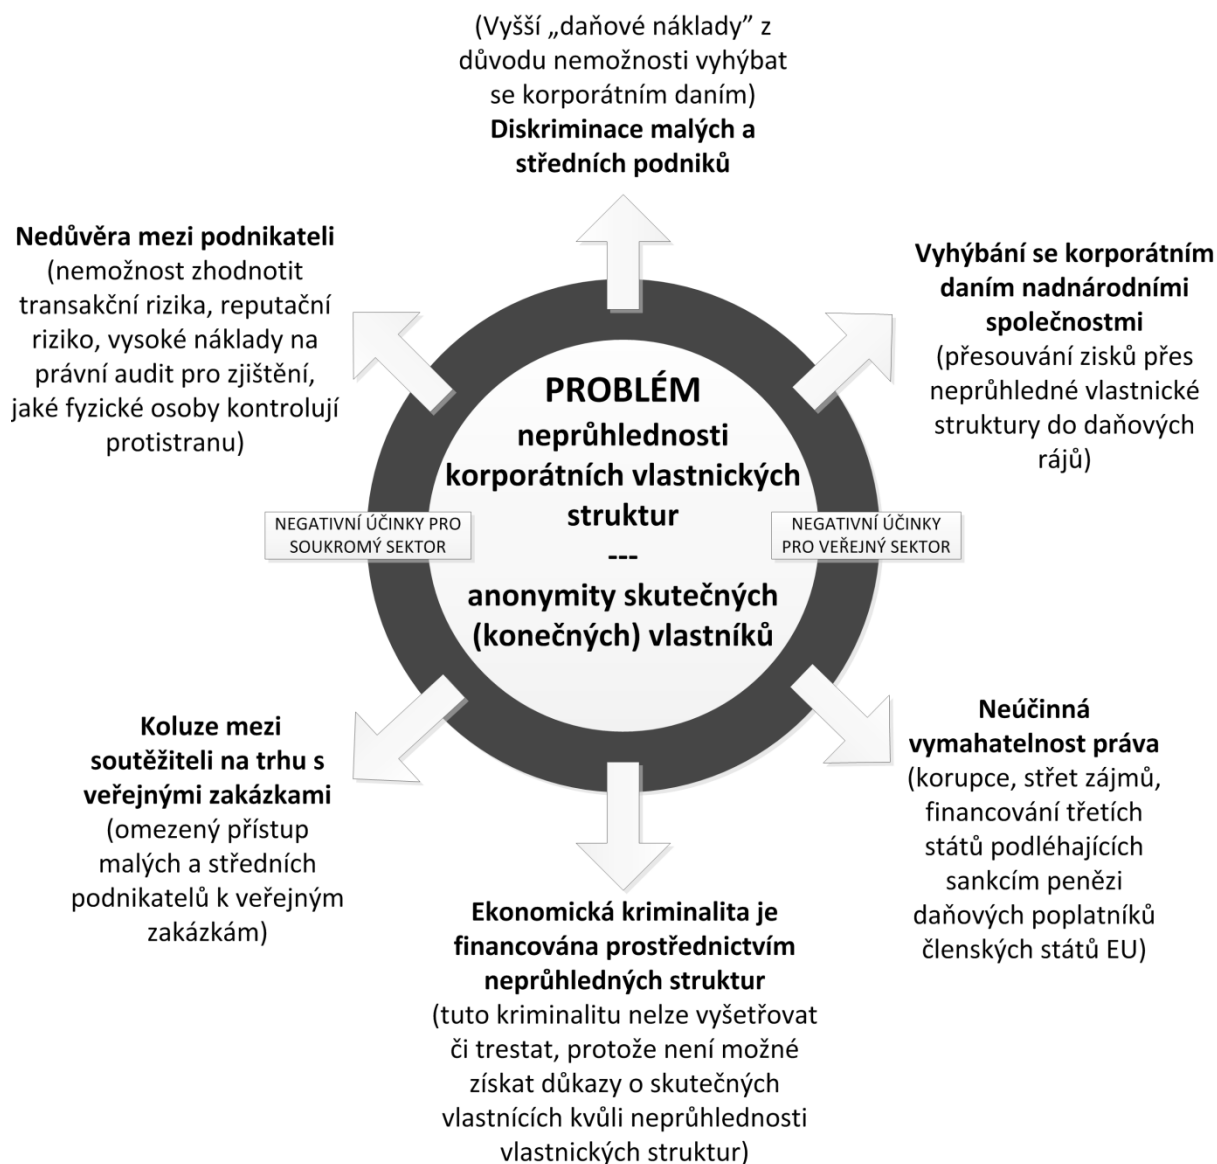 (Vyšší „daňové náklady” z
důvodu nemožnosti vyhýbat
se korporátním daním)
Diskriminace malých a
středních podniků
Nedůvěra mezi podnikateli
(nemožnost zhodnotit
transakční rizika, reputační
riziko, vysoké náklady na
právní audit pro zjištění,
jaké fyzické osoby kontrolují
protistranu)
Vyhýbání se korporátním
daním nadnárodními
společnostmi
(přesouvání zisků přes
neprůhledné vlastnické
struktury do daňových
rájů)
PROBLÉM
neprůhlednosti
korporátních vlastnických
struktur
---
anonymity skutečných
(konečných) vlastníků
NEGATIVNÍ ÚČINKY PRO
SOUKROMÝ SEKTOR
NEGATIVNÍ ÚČINKY
PRO VEŘEJNÝ SEKTOR
Koluze mezi
soutěžiteli na trhu s
veřejnými zakázkami
(omezený přístup
malých a středních
podnikatelů k veřejným
zakázkám)
Neúčinná
vymahatelnost práva
(korupce, střet zájmů,
financování třetích
států podléhajících
sankcím penězi
daňových poplatníků
členských států EU)
Ekonomická kriminalita je
financována prostřednictvím
neprůhledných struktur
(tuto kriminalitu nelze vyšetřovat
či trestat, protože není možné
získat důkazy o skutečných
vlastnících kvůli neprůhlednosti
vlastnických struktur)